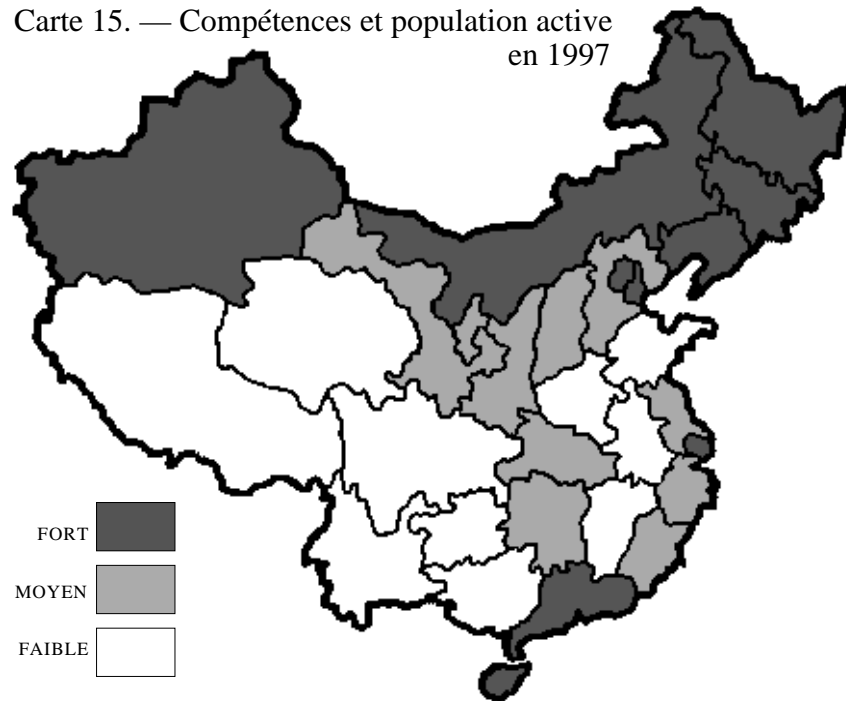 Carte 15. — Compétences et population active
en 1997
FORT
MOYEN
FAIBLE